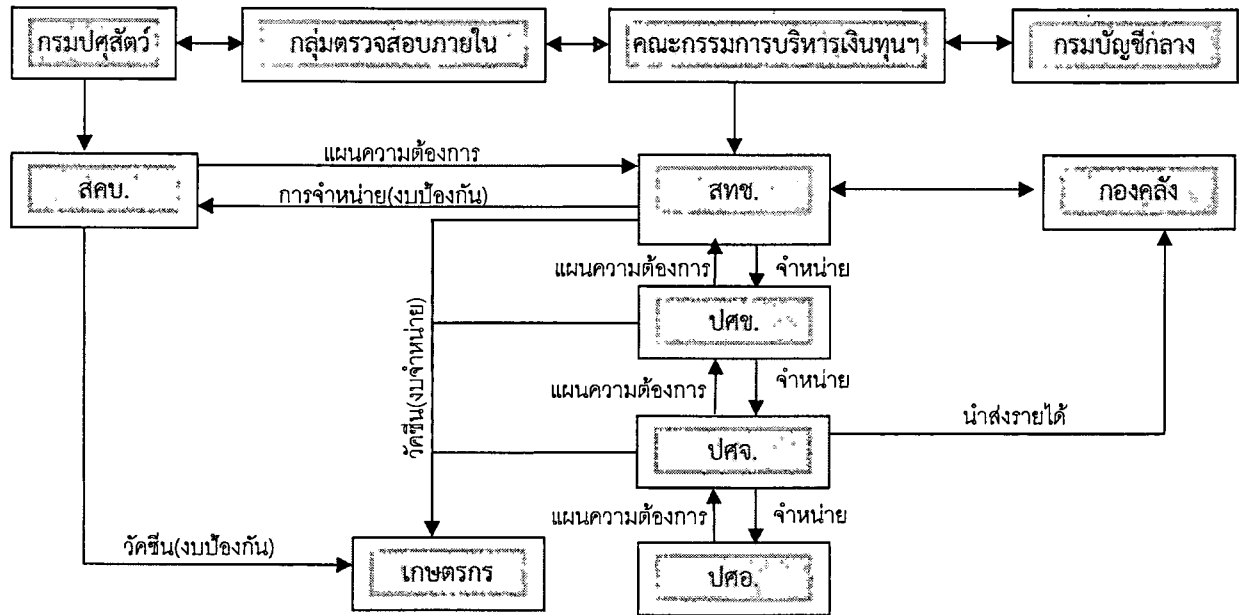 กรมปศุสัตว์
กลุ่มตรวจสอบภายใน
คณะกรรมการบริหารเงินทุนฯ
กรมบัญชีกลาง
แผนความต้องการ
สคบ.
สทช.
กองคลัง
การจำหน่าย(งบป้องกัน)
แผนความต้องการ
จำหน่าย
ปศข.
วัคซีน(งบจำหน่าย)
แผนความต้องการ
จำหน่าย
ปศจ.
นำส่งรายได้
แผนความต้องการ
จำหน่าย
วัคซีน(งบป้องกัน)
เกษตรกร
ปศอ.